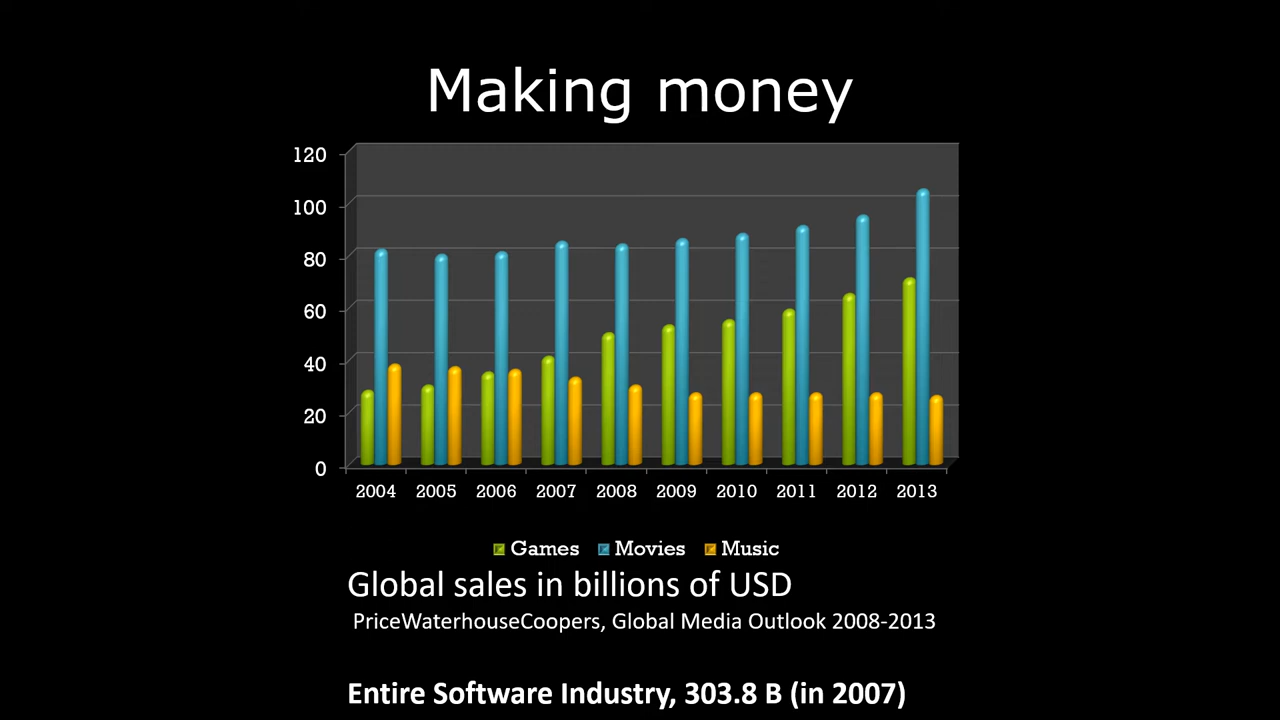 Making money
120
100
80
60
40
20
0
2004 2005 2006 2007 2008 2009 2010 2011 2012 2013
Games Movies Music
Global sales in billions of USD
PriceWaterhouseCoopers, Global Media Outlook 2008-2013
Entire Software Industry, 303.8 B (in 2007)